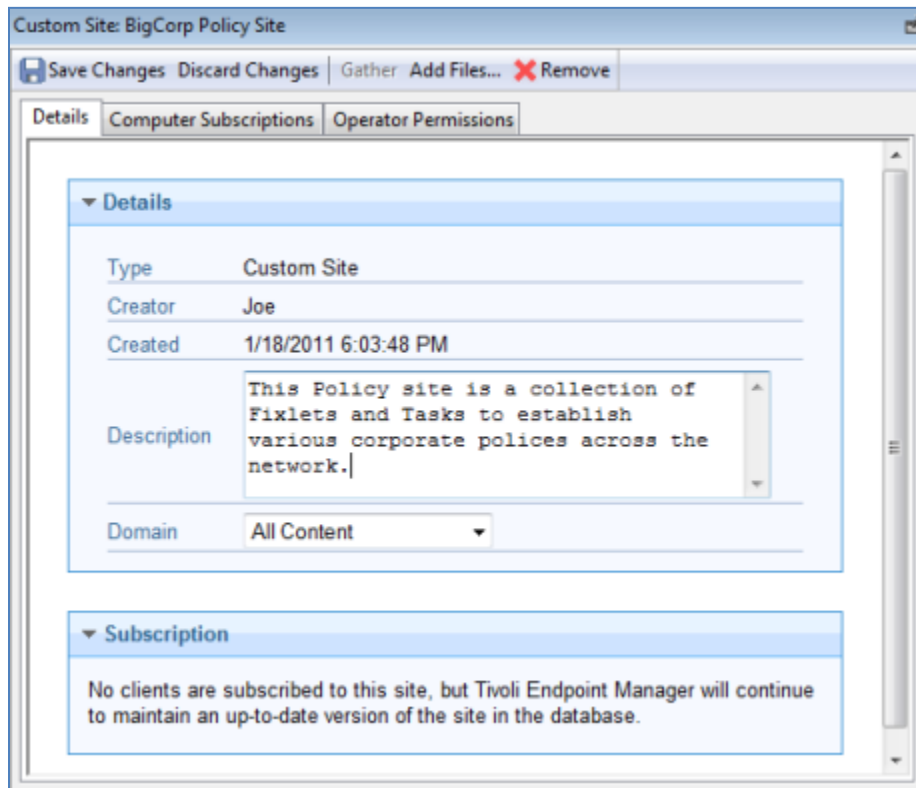 Custom Site: BigCorp Policy Site
Save Changes Discard Changes Gather Add Files... Remove
Details Computer Subscriptions Operator Permissions
Details
Type Custom Site
Creator Joe
Created 1/18/2011 6:03:48 PM
Description This Policy site is a collection of
Fixlets and Tasks to establish
various corporate polices across the
network.
Domain All Content
Subscription
No clients are subscribed to this site, but Tivoli Endpoint Manager will continue
to maintain an up-to-date version of the site in the database.